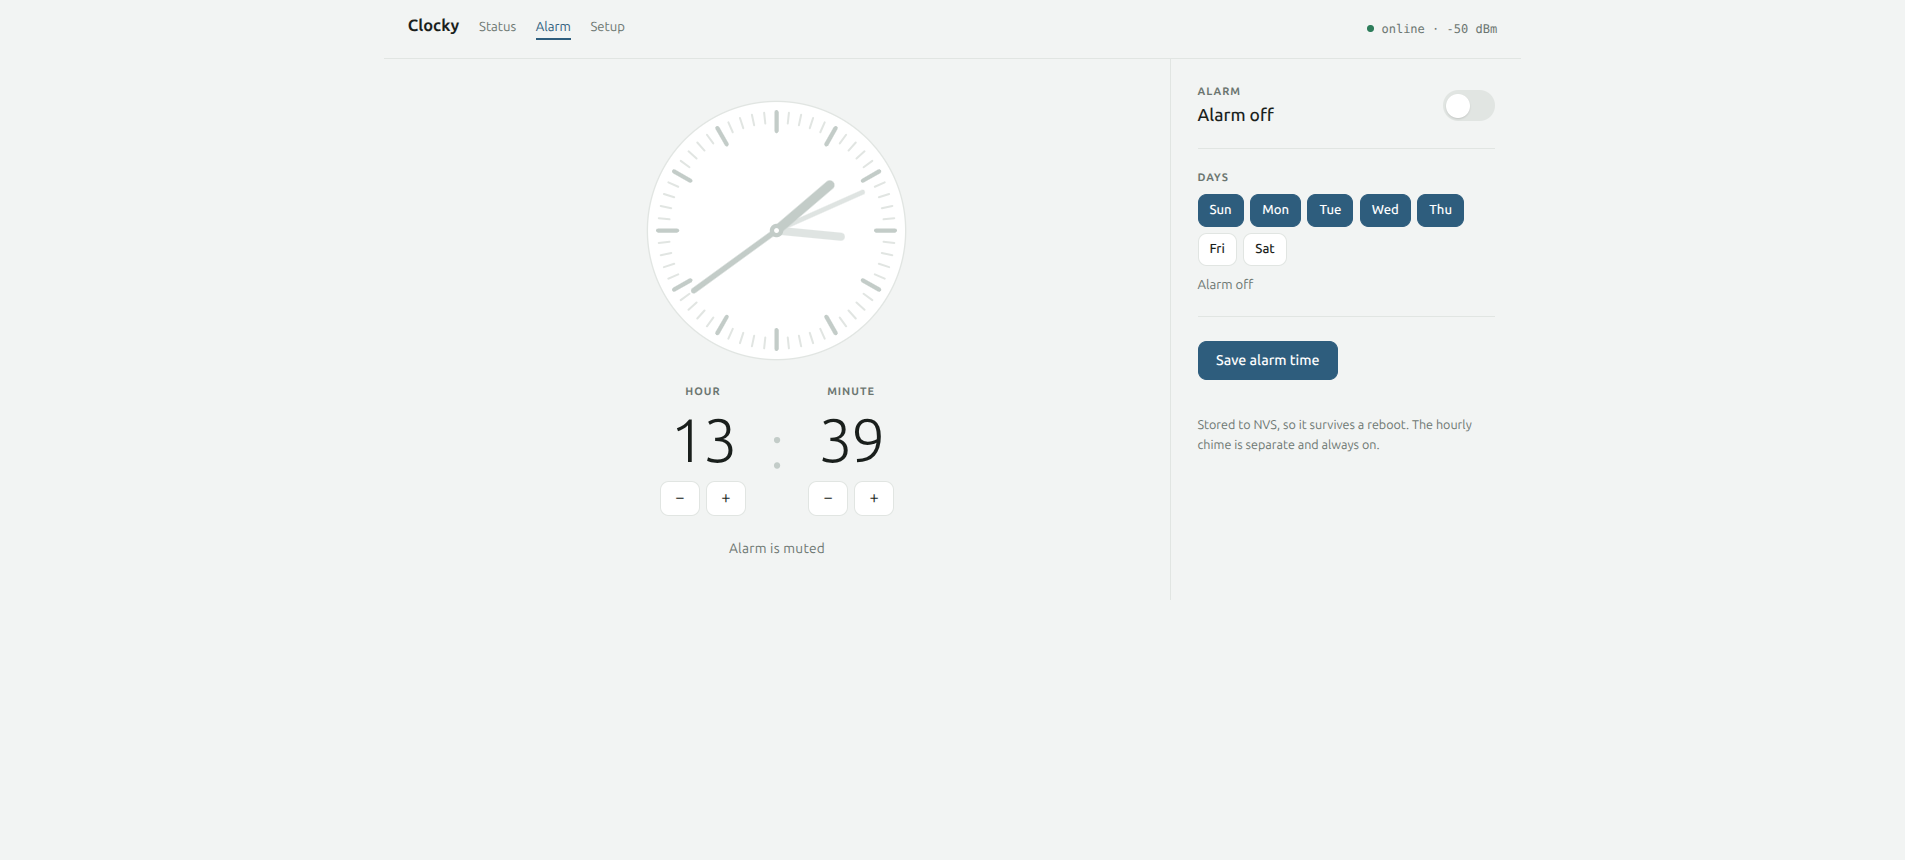 Clocky Status Alarm Setup
online · -50 dBm
HOUR MINUTE
13 : 39
− + − +
Alarm is muted
ALARM
Alarm off
DAYS
Sun Mon Tue Wed Thu
Fri Sat
Alarm off
Save alarm time
Stored to NVS, so it survives a reboot. The hourly
chime is separate and always on.